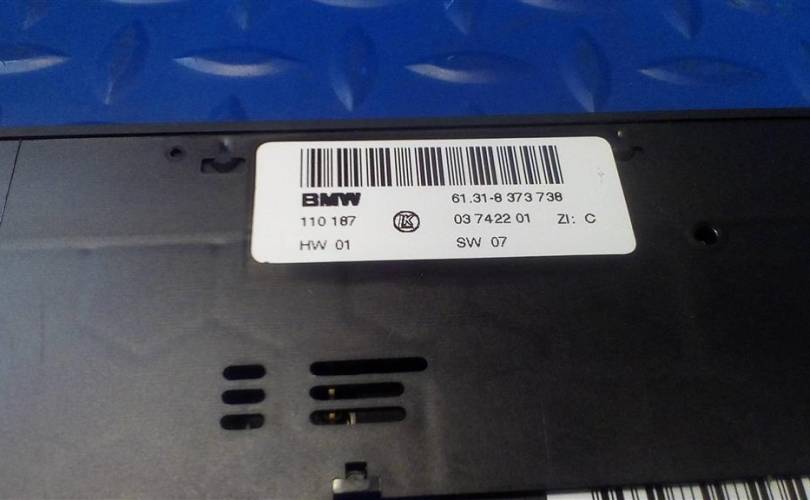 BMW 61.31-8 373 738
110 187 K 03 7422 01 ZI: C
HW 01 SW 07